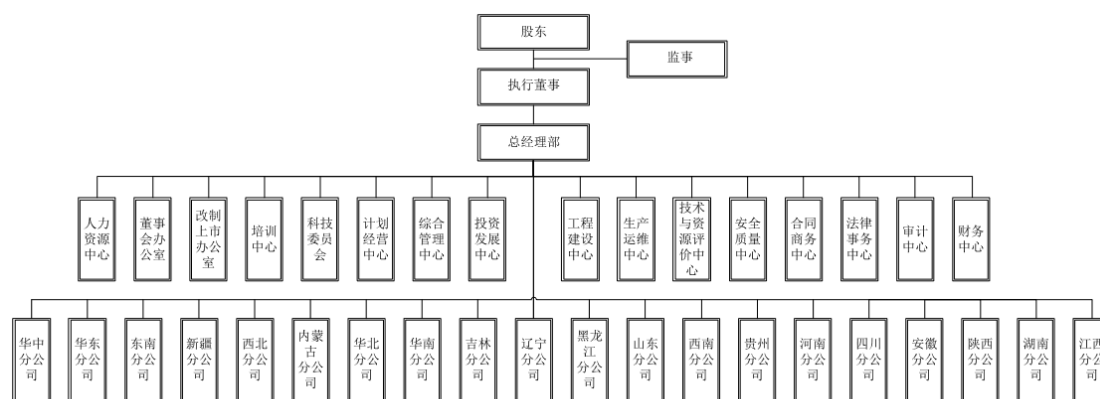 股东
监事
执行董事
总经理部
人力
资源
中心
董事
会办
公室
改制
上市
办公
室
培训
中心
科技
委员
会
计划
经营
中心
综合
管理
中心
投资
发展
中心
工程
建设
中心
生产
运维
中心
技术
与资
源评
价中
心
安全
质量
中心
合同
商务
中心
法律
事务
中心
审计
中心
财务
中心
华中
分公
司
华东
分公
司
东南
分公
司
新疆
分公
司
西北
分公
司
内蒙
古
分公
司
华北
分公
司
华南
分公
司
吉林
分公
司
辽宁
分公
司
黑龙
江
分公
司
山东
分公
司
西南
分公
司
贵州
分公
司
河南
分公
司
四川
分公
司
安徽
分公
司
陕西
分公
司
湖南
分公
司
江西
分公
司